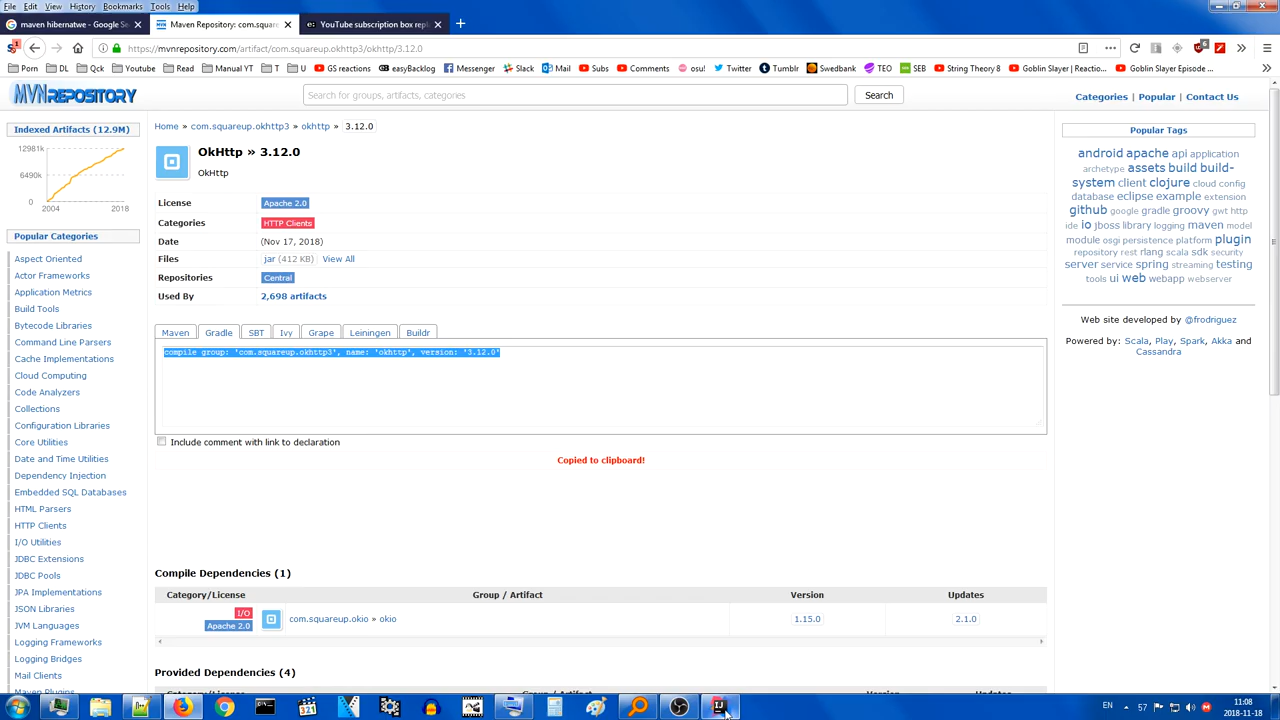 File Edit View History Bookmarks Tools Help
maven hibernatwe - Google Se
Maven Repository: com.squar
YouTube subscription box repl
https://mvnrepository.com/artifact/com.squareup.okhttp3/okhttp/3.12.0
Porn DL Qck Youtube Read Manual YT T U GS reactions easyBacklog Messenger Slack Mail Subs Comments osu! Twitter Tumblr Swedbank TEO SEB String Theory 8 Goblin Slayer | Reactio... Goblin Slayer Episode ...
MVNREPOSITORY
Search for groups, artifacts, categories
Search
Categories | Popular | Contact Us
Indexed Artifacts (12.9M)
12981k
6490k
0
2004 2018
Popular Categories
Aspect Oriented
Actor Frameworks
Application Metrics
Build Tools
Bytecode Libraries
Command Line Parsers
Cache Implementations
Cloud Computing
Code Analyzers
Collections
Configuration Libraries
Core Utilities
Date and Time Utilities
Dependency Injection
Embedded SQL Databases
HTML Parsers
HTTP Clients
I/O Utilities
JDBC Extensions
JDBC Pools
JPA Implementations
JSON Libraries
JVM Languages
Logging Frameworks
Logging Bridges
Mail Clients
Maven Plugins
Home » com.squareup.okhttp3 » okhttp » 3.12.0
OkHttp » 3.12.0
OkHttp
License Apache 2.0
Categories HTTP Clients
Date (Nov 17, 2018)
Files jar (412 KB) View All
Repositories Central
Used By 2,698 artifacts
Maven Gradle SBT Ivy Grape Leiningen Buildr
compile group: 'com.squareup.okhttp3', name: 'okhttp', version: '3.12.0'
Include comment with link to declaration
Copied to clipboard!
Compile Dependencies (1)
Category/License Group / Artifact Version Updates
I/O
Apache 2.0
com.squareup.okio » okio 1.15.0 2.1.0
Provided Dependencies (4)
Category/License Group / Artifact Version Updates
Popular Tags
android apache api application
archetype assets build build-
system client clojure cloud config
database eclipse example extension
github google gradle groovy gwt http
ide io jboss library logging maven model
module osgi persistence platform plugin
repository rest rlang scala sdk security
server service spring streaming testing
tools ui web webapp webserver
Web site developed by @frodriguez
Powered by: Scala, Play, Spark, Akka and
Cassandra
EN 57 11:08
2018-11-18